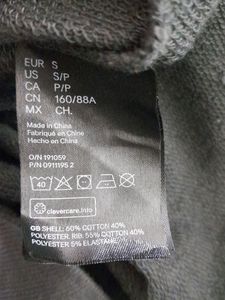 EUR S
US S/P
CA P/P
CN 160/88A
MX CH.
Made in China
Fabriqué en Chine
Hecho en China
O/N 191059
P/N 0911195 2
40
clevercare.info
GB SHELL: 60% COTTON 40%
POLYESTER. RIB: 55% COTTON 40%
POLYESTER 5% ELASTANE